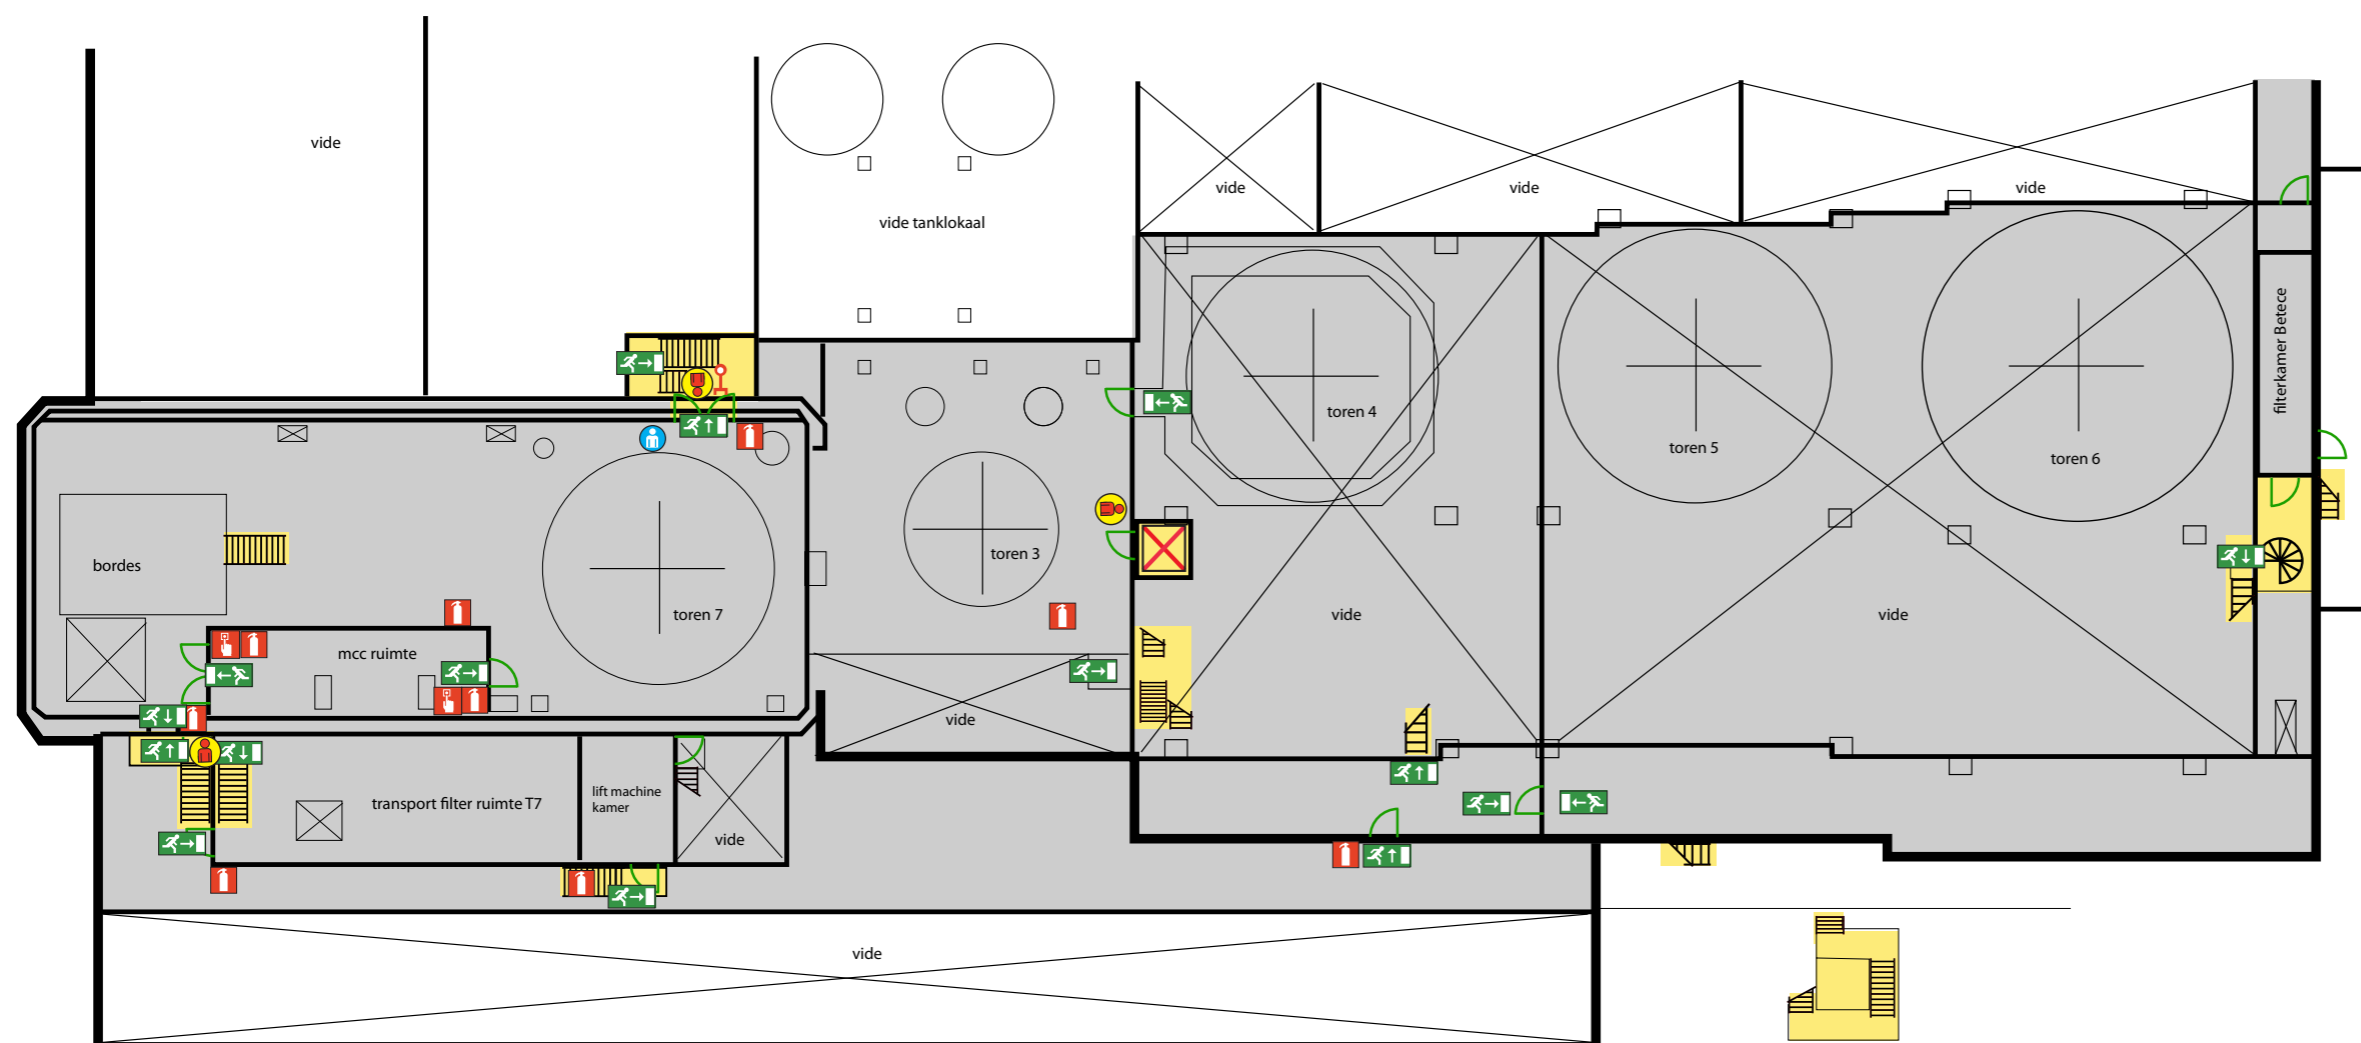 vide
vide
vide
vide
vide tanklokaal
filterkamer Betece
toren 4
toren 5
toren 6
toren 3
bordes
toren 7
vide
vide
mcc ruimte
vide
transport filter ruimte T7
lift machine
kamer
vide
vide